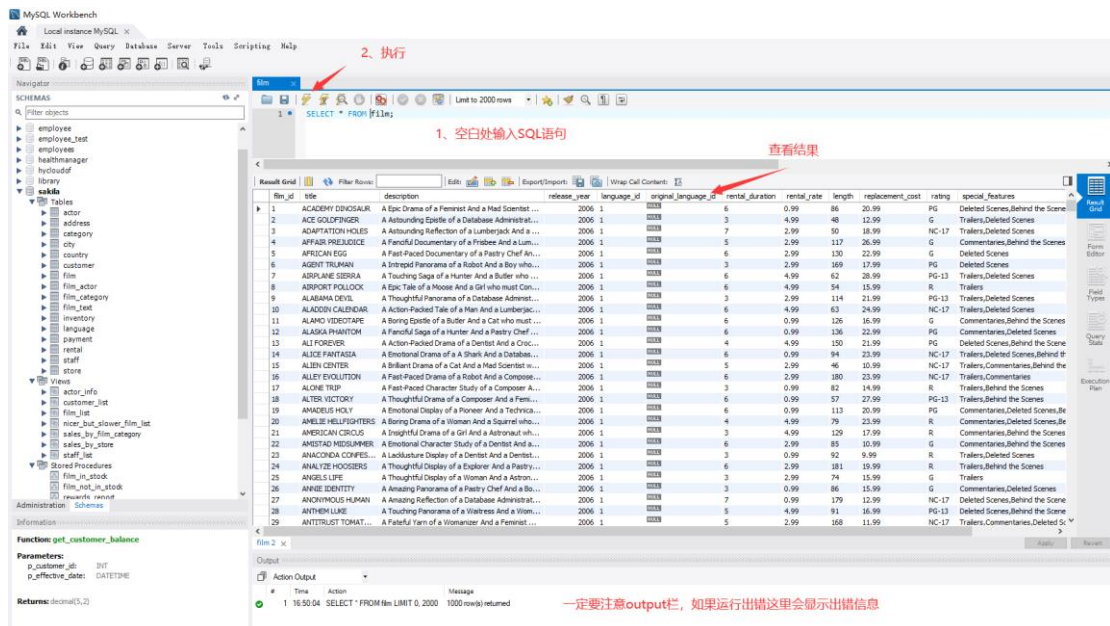 MySQL Workbench
Local instance MySQL ×
File Edit View Query Database Server Tools Scripting Help
2、执行
Navigator
SCHEMAS
Filter objects
employee
employee_test
employees
healthmanager
hycloudof
library
sakila
Tables
actor
address
category
city
country
customer
film
film_actor
film_category
film_text
inventory
language
payment
rental
staff
store
Views
actor_info
customer_list
film_list
nicer_but_slower_film_list
sales_by_film_category
sales_by_store
staff_list
Stored Procedures
film_in_stock
film_not_in_stock
rewards_report
Administration Schemas
Information
Function: get_customer_balance
Parameters:
p_customer_id: INT
p_effective_date: DATETIME
Returns: decimal(5,2)
film ×
Limit to 2000 rows
1 SELECT * FROM film;
1、空白处输入SQL语句
查看结果
Result Grid Filter Rows: Edit: Export/Import: Wrap Cell Content:
film_id title description release_year language_id original_language_id rental_duration rental_rate length replacement_cost rating special_features
1 ACADEMY DINOSAUR A Epic Drama of a Feminist And a Mad Scientist ... 2006 1 NULL 6 0.99 86 20.99 PG Deleted Scenes,Behind the Scene
2 ACE GOLDFINGER A Astounding Epistle of a Database Administrat... 2006 1 NULL 3 4.99 48 12.99 G Trailers,Deleted Scenes
3 ADAPTATION HOLES A Astounding Reflection of a Lumberjack And a ... 2006 1 NULL 7 2.99 50 18.99 NC-17 Trailers,Deleted Scenes
4 AFFAIR PREJUDICE A Fanciful Documentary of a Frisbee And a Lum... 2006 1 NULL 5 2.99 117 26.99 G Commentaries,Behind the Scenes
5 AFRICAN EGG A Fast-Paced Documentary of a Pastry Chef An... 2006 1 NULL 6 2.99 130 22.99 G Deleted Scenes
6 AGENT TRUMAN A Intrepid Panorama of a Robot And a Boy who... 2006 1 NULL 3 2.99 169 17.99 PG Deleted Scenes
7 AIRPLANE SIERRA A Touching Saga of a Hunter And a Butler who ... 2006 1 NULL 6 4.99 62 28.99 PG-13 Trailers,Deleted Scenes
8 AIRPORT POLLOCK A Epic Tale of a Moose And a Girl who must Con... 2006 1 NULL 6 4.99 54 15.99 R Trailers
9 ALABAMA DEVIL A Thoughtful Panorama of a Database Administ... 2006 1 NULL 3 2.99 114 21.99 PG-13 Trailers,Deleted Scenes
10 ALADDIN CALENDAR A Action-Packed Tale of a Man And a Lumberjac... 2006 1 NULL 6 4.99 63 24.99 NC-17 Trailers,Deleted Scenes
11 ALAMO VIDEOTAPE A Boring Epistle of a Butler And a Cat who must ... 2006 1 NULL 6 0.99 126 16.99 G Commentaries,Behind the Scenes
12 ALASKA PHANTOM A Fanciful Saga of a Hunter And a Pastry Chef ... 2006 1 NULL 6 0.99 136 22.99 PG Commentaries,Deleted Scenes
13 ALI FOREVER A Action-Packed Drama of a Dentist And a Croc... 2006 1 NULL 4 4.99 150 21.99 PG Deleted Scenes,Behind the Scene
14 ALICE FANTASIA A Emotional Drama of a A Shark And a Databas... 2006 1 NULL 6 0.99 94 23.99 NC-17 Trailers,Deleted Scenes,Behind th
15 ALIEN CENTER A Brilliant Drama of a Cat And a Mad Scientist w... 2006 1 NULL 5 2.99 46 10.99 NC-17 Trailers,Commentaries,Behind the
16 ALLEY EVOLUTION A Fast-Paced Drama of a Robot And a Compose... 2006 1 NULL 6 2.99 180 23.99 NC-17 Trailers,Commentaries
17 ALONE TRIP A Fast-Paced Character Study of a Composer A... 2006 1 NULL 3 0.99 82 14.99 R Trailers,Behind the Scenes
18 ALTER VICTORY A Thoughtful Drama of a Composer And a Femi... 2006 1 NULL 6 0.99 57 27.99 PG-13 Trailers,Behind the Scenes
19 AMADEUS HOLY A Emotional Display of a Pioneer And a Technica... 2006 1 NULL 6 0.99 113 20.99 PG Commentaries,Deleted Scenes,Be
20 AMELIE HELLFIGHTERS A Boring Drama of a Woman And a Squirrel who... 2006 1 NULL 4 4.99 79 23.99 R Commentaries,Deleted Scenes,Be
21 AMERICAN CIRCUS A Insightful Drama of a Girl And a Astronaut wh... 2006 1 NULL 3 4.99 129 17.99 R Commentaries,Behind the Scenes
22 AMISTAD MIDSUMMER A Emotional Character Study of a Dentist And a... 2006 1 NULL 6 2.99 85 10.99 G Commentaries,Behind the Scenes
23 ANACONDA CONFES... A Lacklusture Display of a Dentist And a Dentist... 2006 1 NULL 3 0.99 92 9.99 R Trailers,Deleted Scenes
24 ANALYZE HOOSIERS A Thoughtful Display of a Explorer And a Pastry... 2006 1 NULL 6 2.99 181 19.99 R Trailers,Behind the Scenes
25 ANGELS LIFE A Thoughtful Display of a Woman And a Astron... 2006 1 NULL 3 2.99 74 15.99 G Trailers
26 ANNIE IDENTITY A Amazing Panorama of a Pastry Chef And a Bo... 2006 1 NULL 3 0.99 86 15.99 G Commentaries,Deleted Scenes
27 ANONYMOUS HUMAN A Amazing Reflection of a Database Administrat... 2006 1 NULL 7 0.99 179 12.99 NC-17 Deleted Scenes,Behind the Scene
28 ANTHEM LUKE A Touching Panorama of a Waitress And a Wom... 2006 1 NULL 5 4.99 91 16.99 PG-13 Deleted Scenes,Behind the Scene
29 ANTITRUST TOMAT... A Fateful Yarn of a Womanizer And a Feminist ... 2006 1 NULL 5 2.99 168 11.99 NC-17 Trailers,Commentaries,Deleted Sc
Result Grid
Form Editor
Field Types
Query Stats
Execution Plan
film 2 × Apply Revert
Output
Action Output
# Time Action Message
1 16:50:04 SELECT * FROM film LIMIT 0, 2000 1000 row(s) returned
一定要注意output栏，如果运行出错这里会显示出错信息